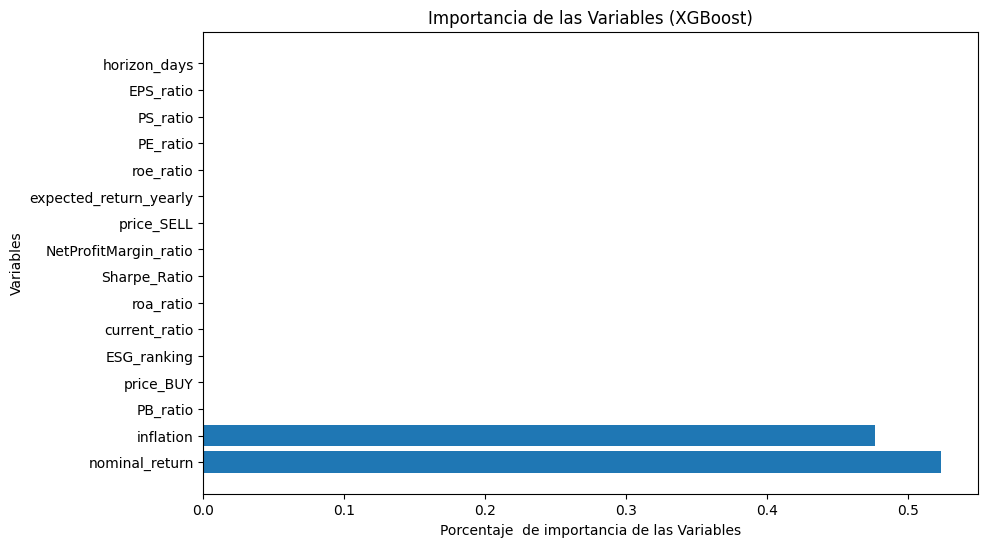 Importancia de las Variables (XGBoost)
Variables
horizon_days
EPS_ratio
PS_ratio
PE_ratio
roe_ratio
expected_return_yearly
price_SELL
NetProfitMargin_ratio
Sharpe_Ratio
roa_ratio
current_ratio
ESG_ranking
price_BUY
PB_ratio
inflation
nominal_return
0.0 0.1 0.2 0.3 0.4 0.5
Porcentaje  de importancia de las Variables